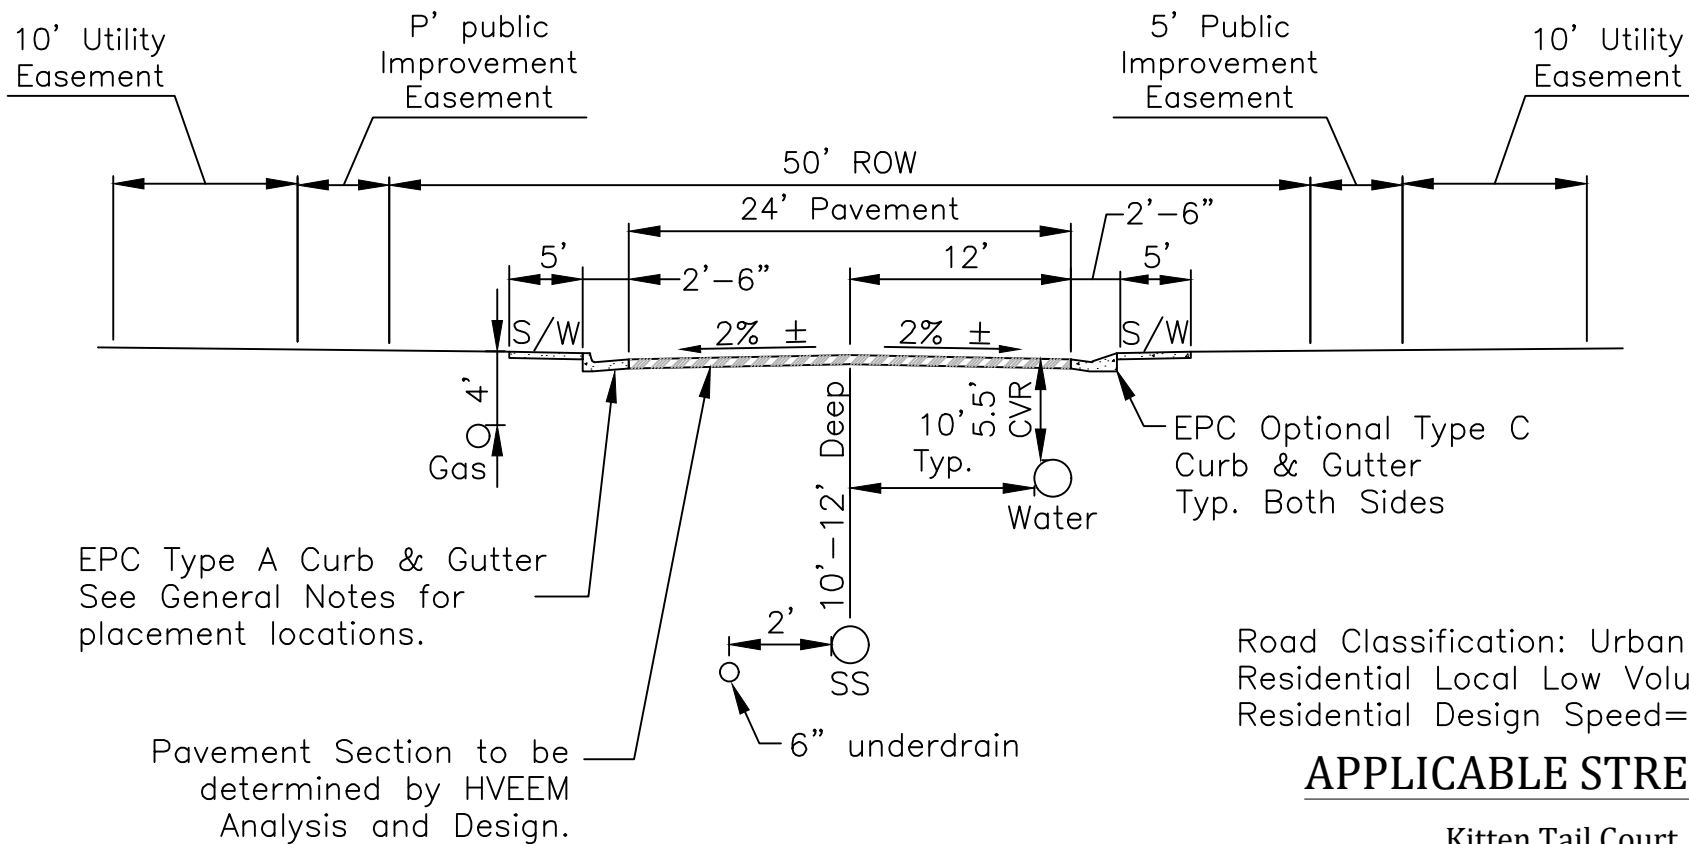 10' Utility
Easement
P' public
Improvement
Easement
5' Public
Improvement
Easement
10' Utility
Easement
50' ROW
24' Pavement
2'-6"
5'
2'-6"
12'
5'
S/W
2% ±
2% ±
S/W
4'
Gas
10'-12' Deep
10'
Typ.
5.5'
CVR
Water
EPC Optional Type C
Curb & Gutter
Typ. Both Sides
EPC Type A Curb & Gutter
See General Notes for
placement locations.
2'
SS
6" underdrain
Pavement Section to be
determined by HVEEM
Analysis and Design.
Road Classification: Urban
Residential Local Low Volu
Residential Design Speed=
APPLICABLE STRE
Kitten Tail Court